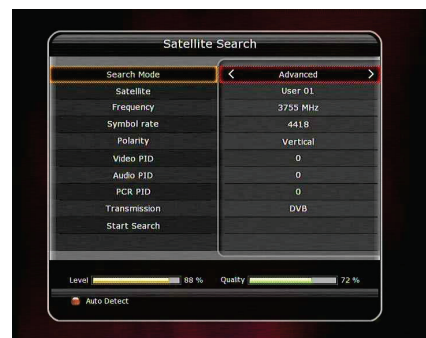 Satellite Search
Search Mode < Advanced >
Satellite User 01
Frequency 3755 MHz
Symbol rate 4418
Polarity Vertical
Video PID 0
Audio PID 0
PCR PID 0
Transmission DVB
Start Search
Level 88 % Quality 72 %
Auto Detect